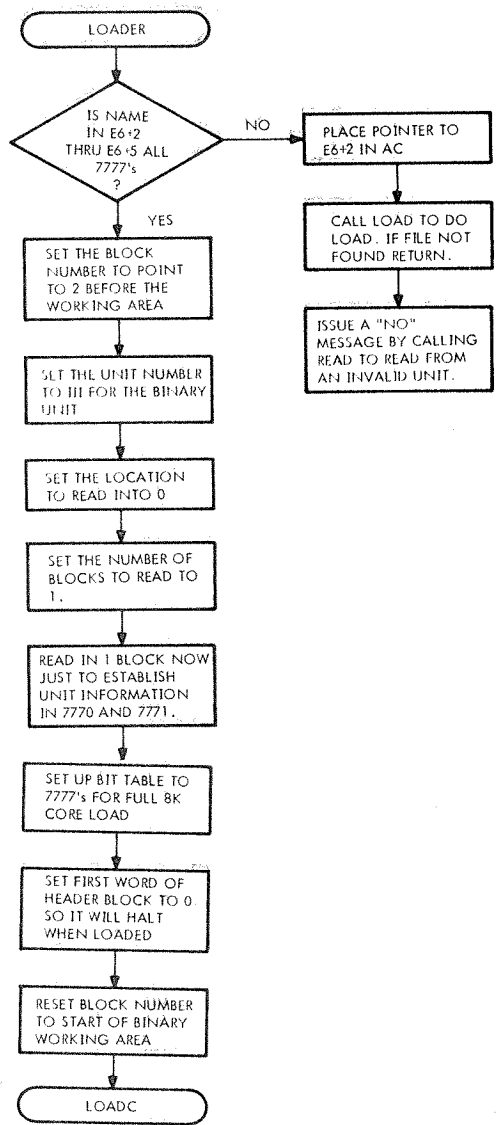 LOADER
IS NAME
IN E6+2
THRU E6+5 ALL
7777's
?
NO
PLACE POINTER TO
E6+2 IN AC
CALL LOAD TO DO
LOAD. IF FILE NOT
FOUND RETURN.
ISSUE A "NO"
MESSAGE BY CALLING
READ TO READ FROM
AN INVALID UNIT.
YES
SET THE BLOCK
NUMBER TO POINT
TO 2 BEFORE THE
WORKING AREA
SET THE UNIT NUMBER
TO III FOR THE BINARY
UNIT
SET THE LOCATION
TO READ INTO 0
SET THE NUMBER OF
BLOCKS TO READ TO
1.
READ IN 1 BLOCK NOW
JUST TO ESTABLISH
UNIT INFORMATION
IN 7770 AND 7771.
SET UP BIT TABLE TO
7777's FOR FULL 8K
CORE LOAD
SET FIRST WORD OF
HEADER BLOCK TO 0.
SO IT WILL HALT
WHEN LOADED
RESET BLOCK NUMBER
TO START OF BINARY
WORKING AREA
LOADC